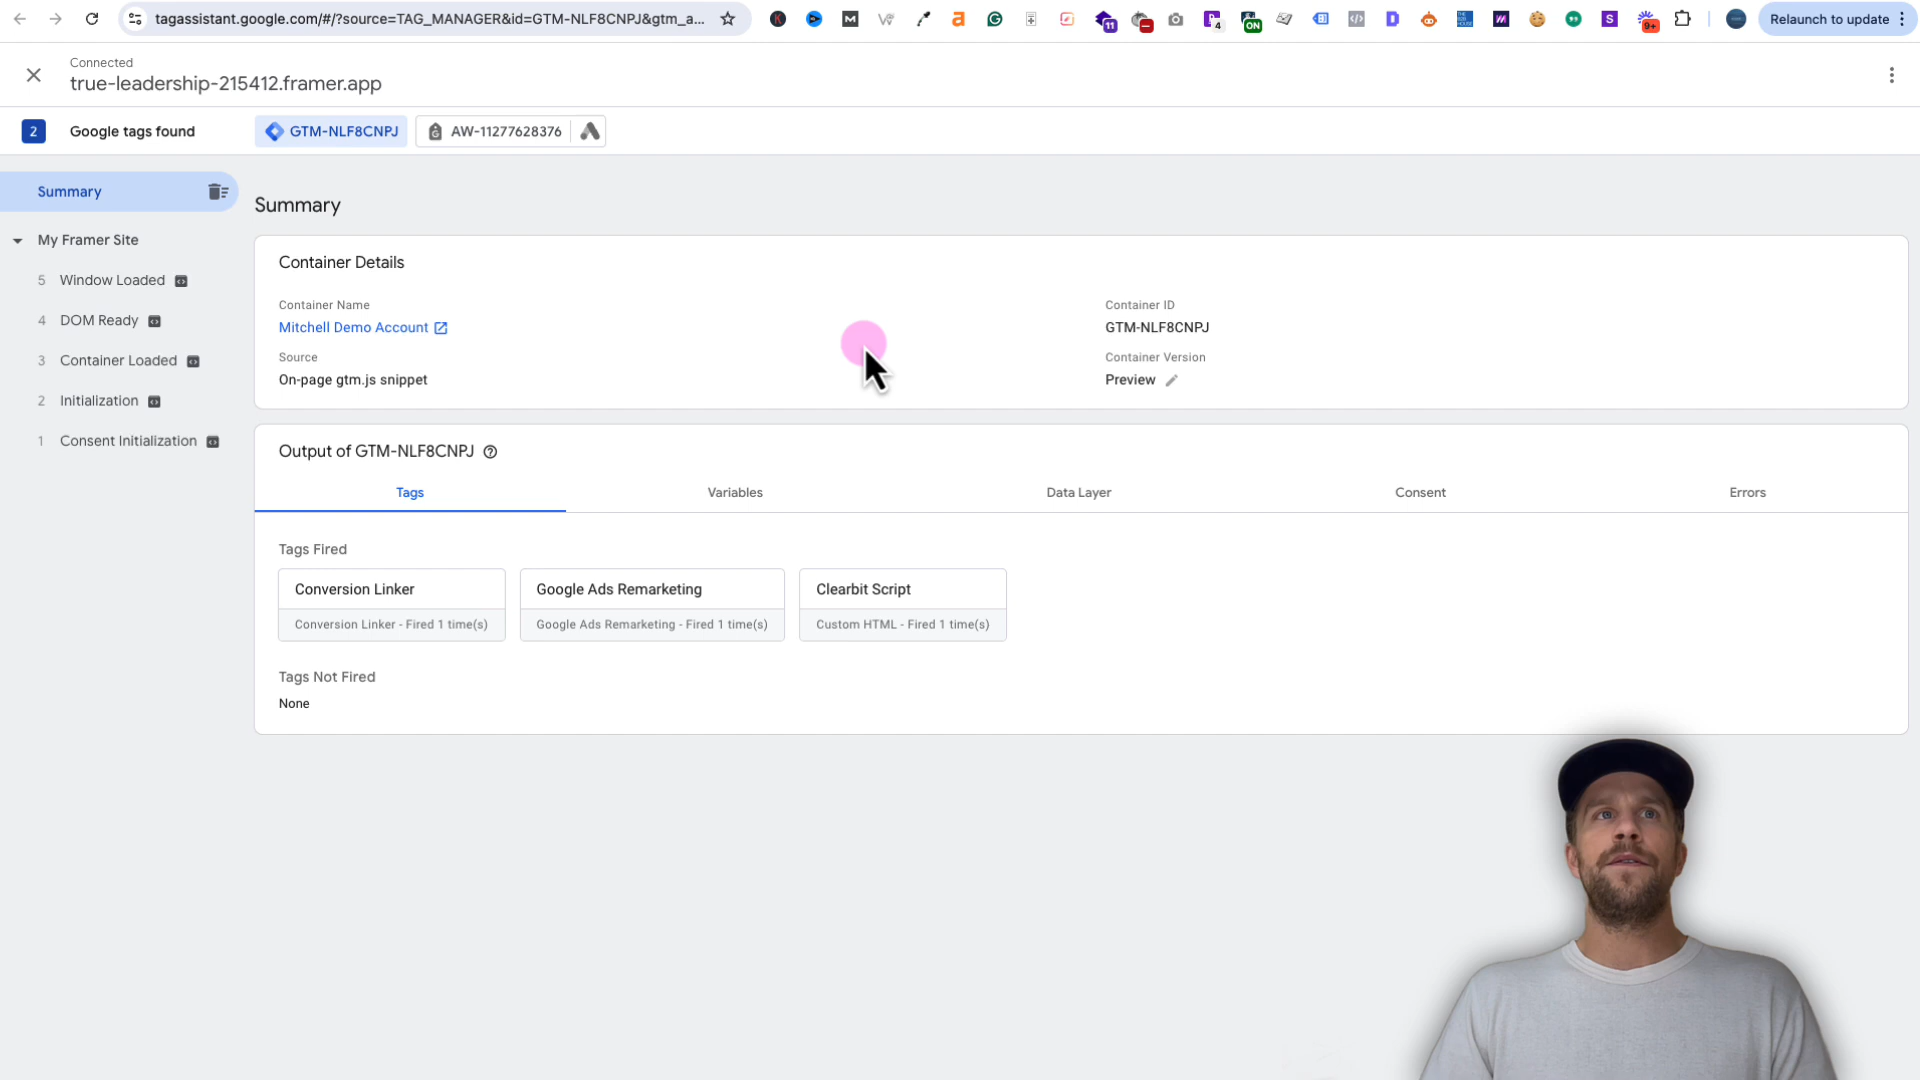 tagassistant.google.com/#/?source=TAG_MANAGER&id=GTM-NLF8CNPJ&gtm_a...
11
4
ON
9+
Relaunch to update
Connected
true-leadership-215412.framer.app
2
Google tags found
GTM-NLF8CNPJ
AW-11277628376
Summary
My Framer Site
5 Window Loaded
4 DOM Ready
3 Container Loaded
2 Initialization
1 Consent Initialization
Summary
Container Details
Container Name
Mitchell Demo Account
Container ID
GTM-NLF8CNPJ
Source
On-page gtm.js snippet
Container Version
Preview
Output of GTM-NLF8CNPJ
Tags
Variables
Data Layer
Consent
Errors
Tags Fired
Conversion Linker
Conversion Linker - Fired 1 time(s)
Google Ads Remarketing
Google Ads Remarketing - Fired 1 time(s)
Clearbit Script
Custom HTML - Fired 1 time(s)
Tags Not Fired
None